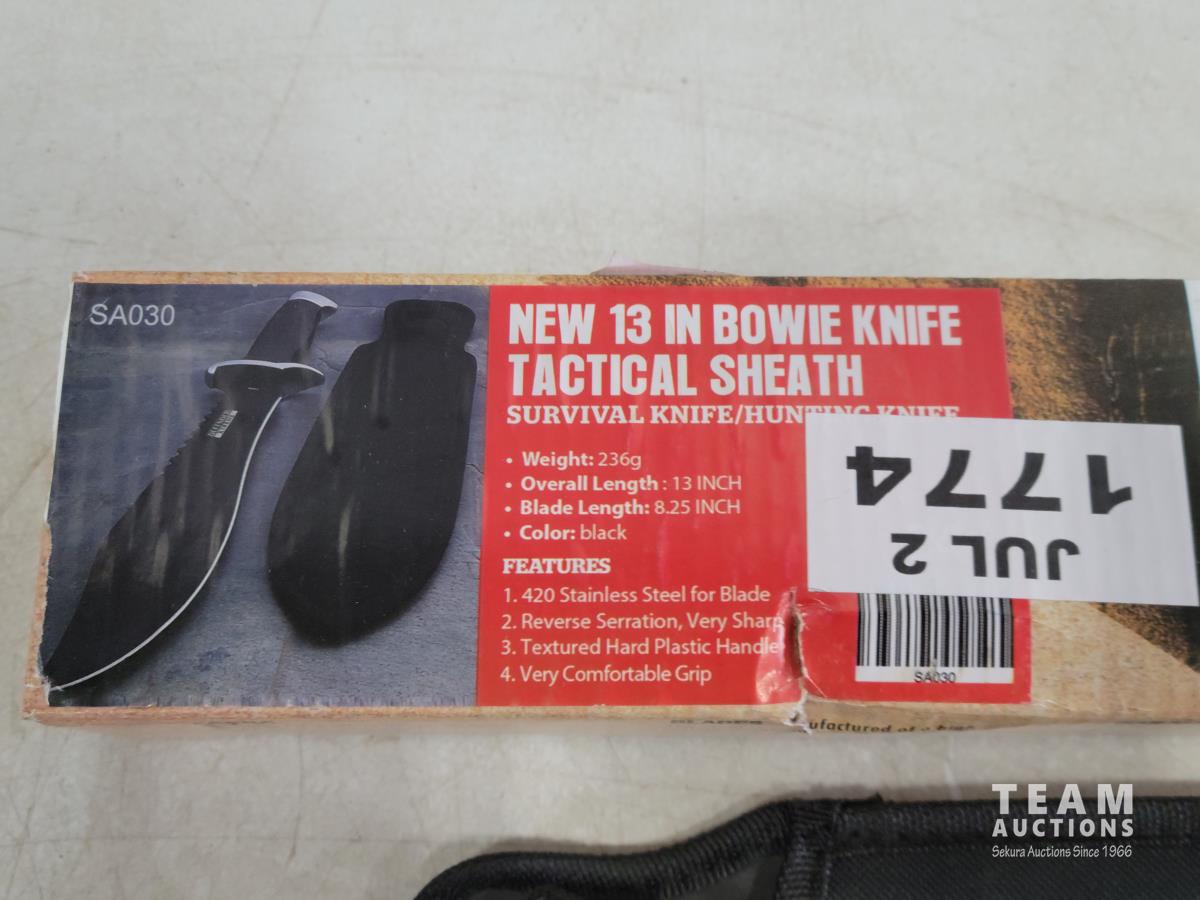 SA030
NEW 13 IN BOWIE KNIFE
TACTICAL SHEATH
SURVIVAL KNIFE/HUNTING KNIFE
• Weight: 236g
• Overall Length : 13 INCH
• Blade Length: 8.25 INCH
• Color: black
FEATURES
1. 420 Stainless Steel for Blade
2. Reverse Serration, Very Sharp
3. Textured Hard Plastic Handle
4. Very Comfortable Grip
JUL 2
1774
SA030
TEAM
AUCTIONS
Sekura Auctions Since 1966